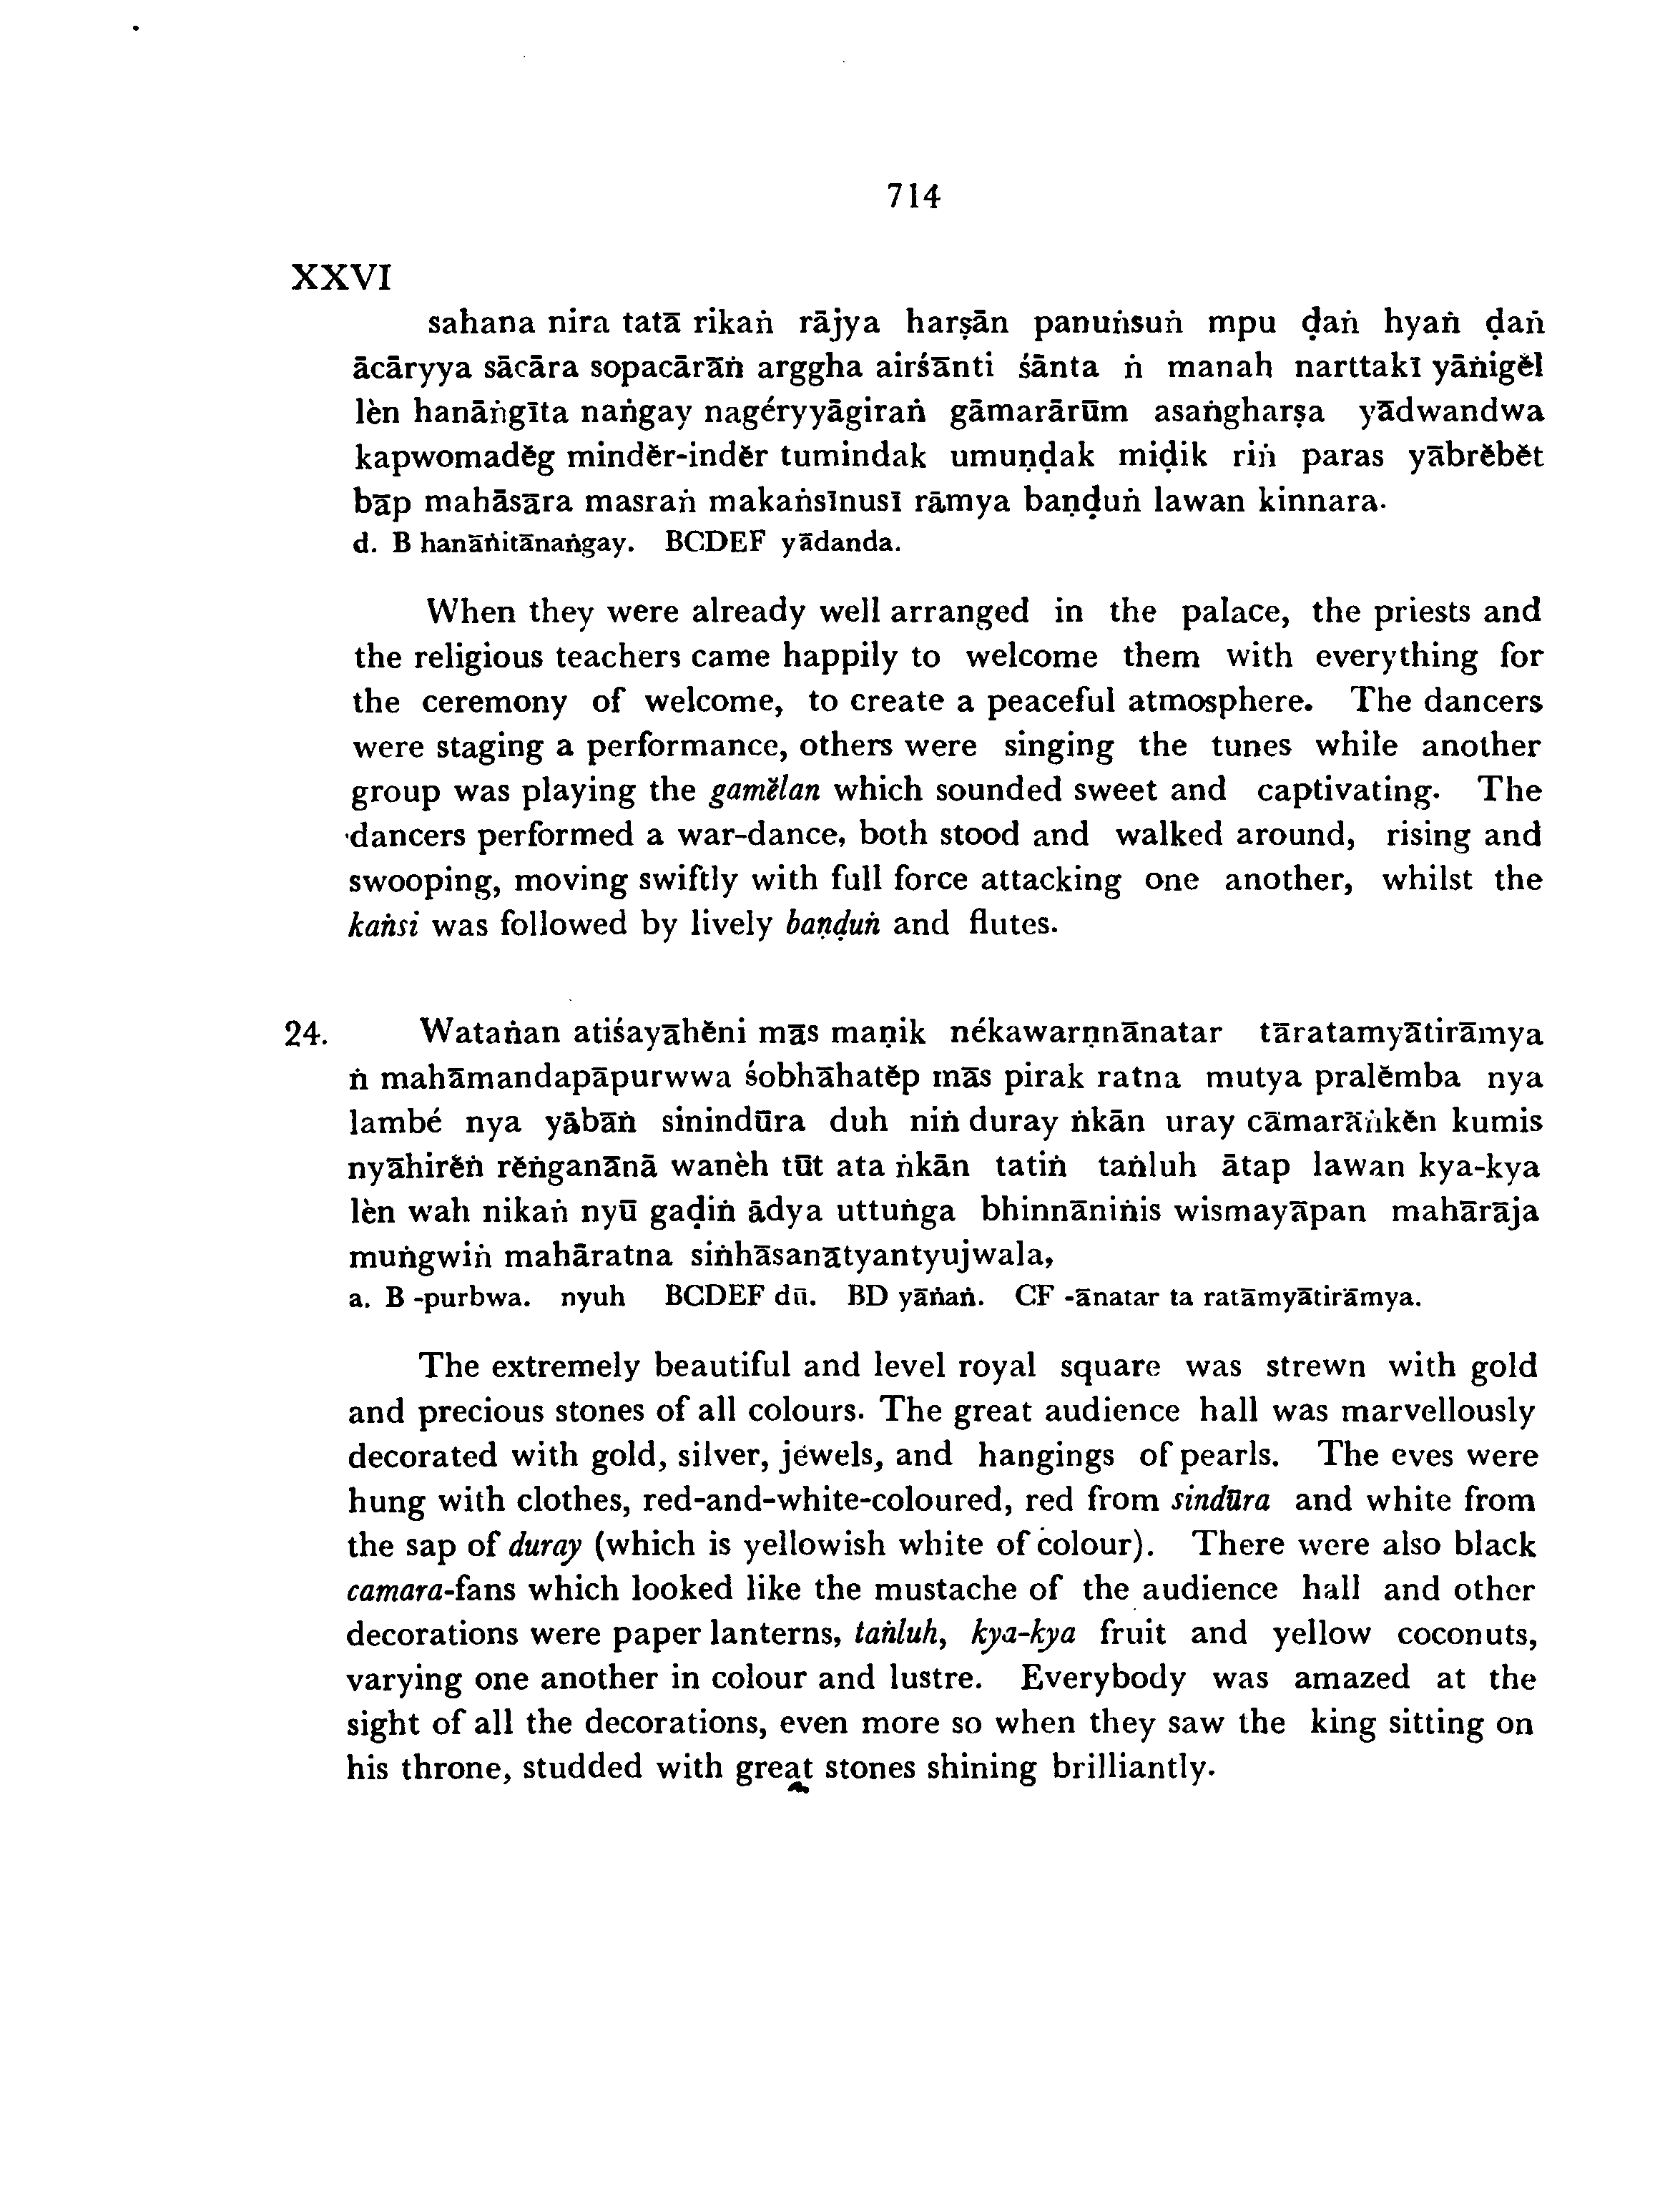 714
XXVI
sahana nira tatā rikaṅ rājya harṣān panuṅsuṅ mpu ḍaṅ hyaṅ ḍaṅ
ācāryya sācāra sopacārāṅ arggha airśānti śānta ṅ manah narttakī yāṅigĕl
lèn hanāṅgīta naṅgay nagéryyāgiraṅ gāmarārūm asaṅgharṣa yādwandwa
kapwomadĕg mindĕr-indĕr tumindak umuṇḍak miḍik riṅ paras yābrĕbĕt
bāp mahāsāra masraṅ makaṅsīnusī rāmya baṇḍuṅ lawan kinnara.
d. B hanāṅitānaṅgay. BCDEF yādanda.
When they were already well arranged in the palace, the priests and
the religious teachers came happily to welcome them with everything for
the ceremony of welcome, to create a peaceful atmosphere. The dancers
were staging a performance, others were singing the tunes while another
group was playing the gamĕlan which sounded sweet and captivating. The
dancers performed a war-dance, both stood and walked around, rising and
swooping, moving swiftly with full force attacking one another, whilst the
kaṅsi was followed by lively baṇḍuṅ and flutes.
24. Wataṅan atiśayāhĕni mās maṇik nékawarṇnānatar tāratamyātirāmya
ṅ mahāmandapāpurwwa śobhāhatĕp mās pirak ratna mutya pralĕmba nya
lambé nya yābāṅ sinindūra duh niṅ duray ṅkān uray cāmarāṅkĕn kumis
nyāhirĕṅ rĕṅganānā wanèh tūt ata ṅkān tatiṅ taṅluh ātap lawan kya-kya
lèn wah nikaṅ nyū gaḍiṅ ādya uttuṅga bhinnāniṅis wismayāpan mahārāja
muṅgwiṅ mahāratna siṅhāsanātyantyujwala,
a. B -purbwa. nyuh BCDEF dū. BD yāṅaṅ. CF -ānatar ta ratāmyātirāmya.
The extremely beautiful and level royal square was strewn with gold
and precious stones of all colours. The great audience hall was marvellously
decorated with gold, silver, jewels, and hangings of pearls. The eves were
hung with clothes, red-and-white-coloured, red from sindūra and white from
the sap of duray (which is yellowish white of colour). There were also black
camara-fans which looked like the mustache of the audience hall and other
decorations were paper lanterns, taṅluh, kya-kya fruit and yellow coconuts,
varying one another in colour and lustre. Everybody was amazed at the
sight of all the decorations, even more so when they saw the king sitting on
his throne, studded with great stones shining brilliantly.